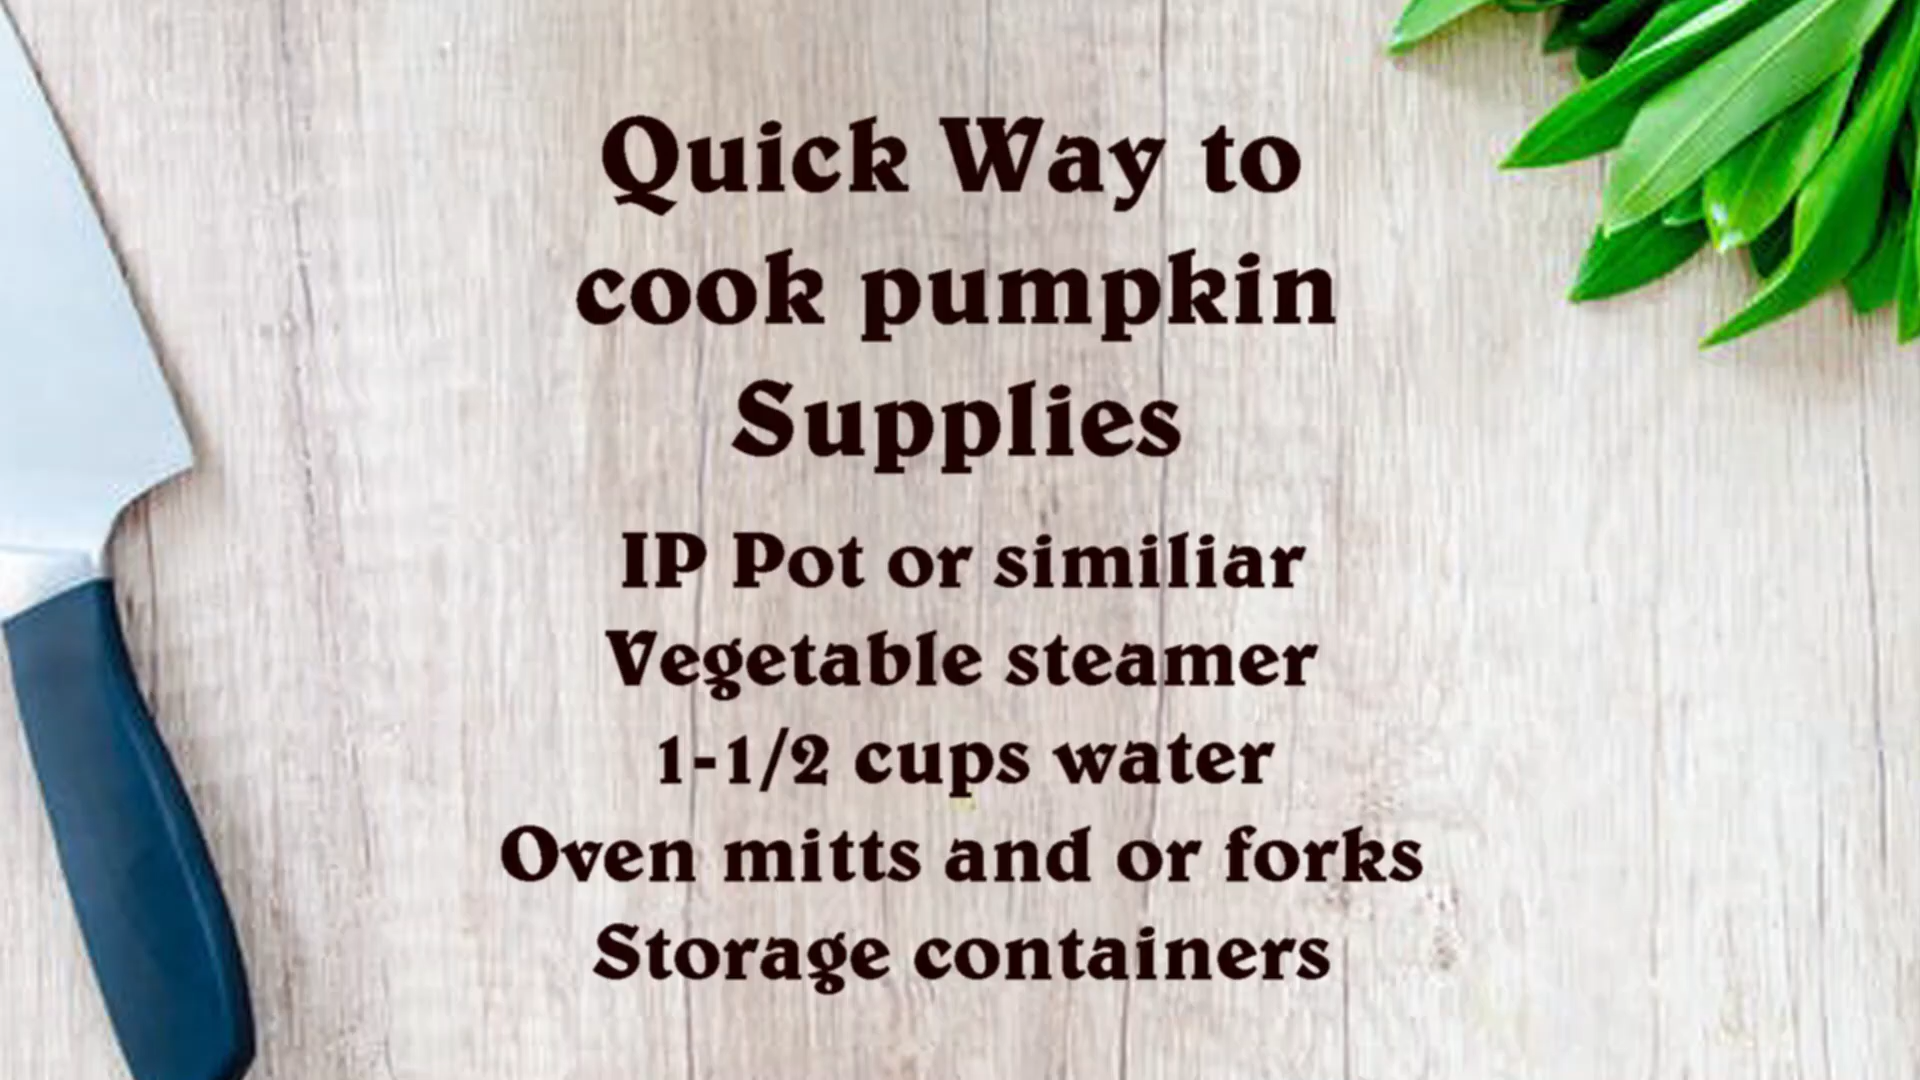 Quick Way to
cook pumpkin
Supplies
IP Pot or similiar
Vegetable steamer
1-1/2 cups water
Oven mitts and or forks
Storage containers